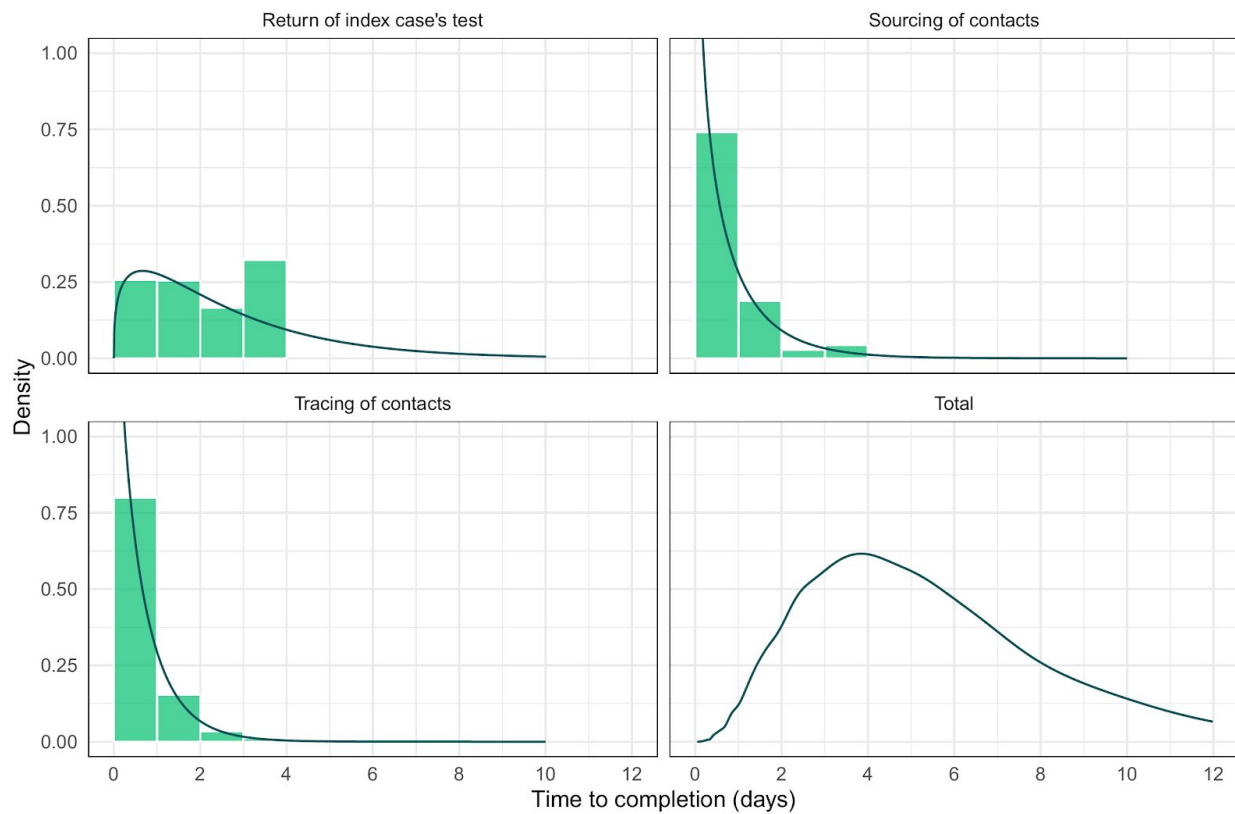 Return of index case's test
Sourcing of contacts
1.00
0.75
0.50
0.25
0.00
Density
Tracing of contacts
Total
1.00
0.75
0.50
0.25
0.00
0 2 4 6 8 10 12
0 2 4 6 8 10 12
Time to completion (days)